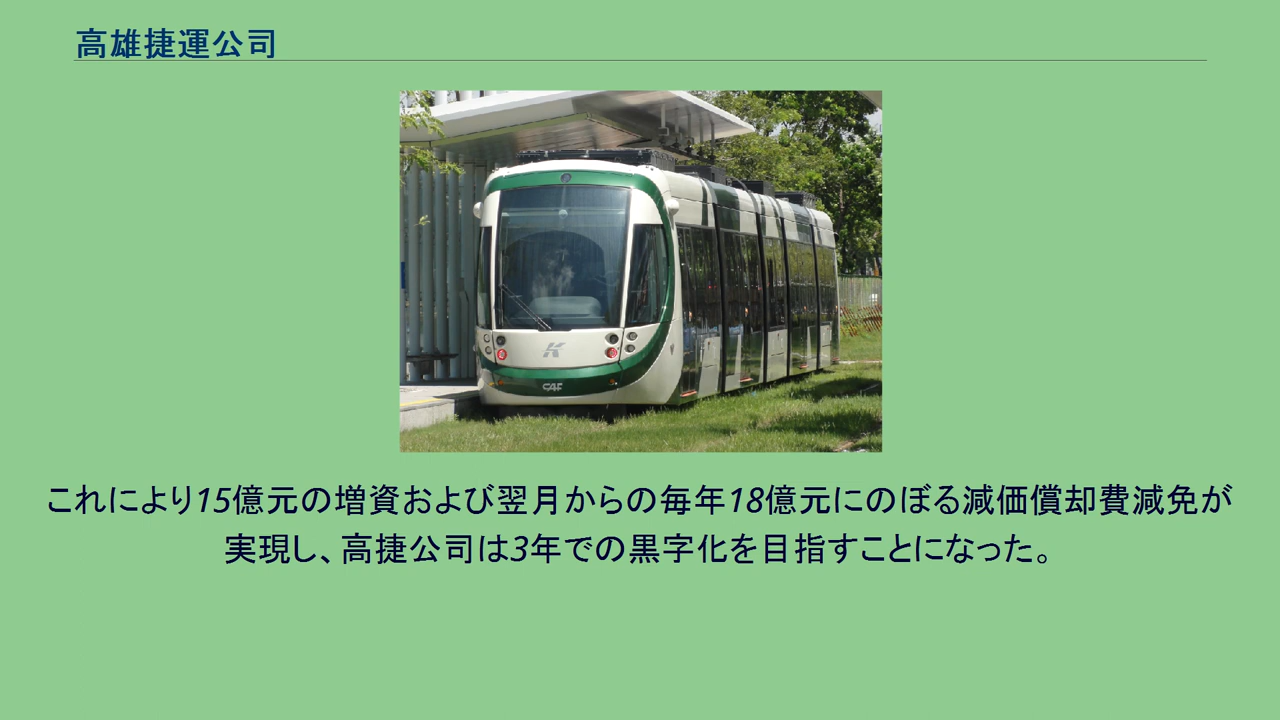 高雄捷運公司
CAF
これにより15億元の増資および翌月からの毎年18億元にのぼる減価償却費減免が
実現し、高捷公司は3年での黒字化を目指すことになった。